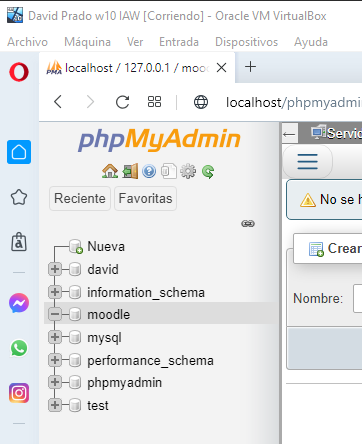 David Prado w10 IAW [Corriendo] - Oracle VM VirtualBox
Archivo Máquina Ver Entrada Dispositivos Ayuda
PMA localhost / 127.0.0.1 / moo
localhost/phpmyadmi
phpMyAdmin
Servi
Reciente Favoritas
No se h
Nueva
Crear
david
information_schema
Nombre:
moodle
mysql
performance_schema
phpmyadmin
test